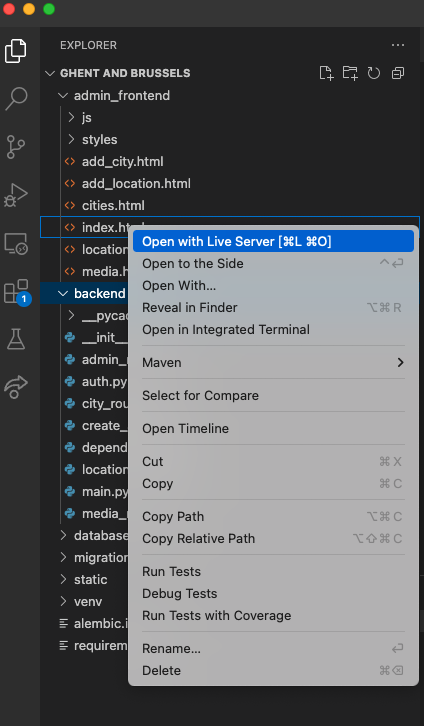 EXPLORER
GHENT AND BRUSSELS
admin_frontend
js
styles
add_city.html
add_location.html
cities.html
index.html
location
media.h
backend
__pycac
__init__
admin_r
auth.py
city_rou
create_
depend
location
main.py
media_r
database
migration
static
venv
alembic.i
requirem
1
Open with Live Server [⌘L ⌘O]
Open to the Side ^↩
Open With...
Reveal in Finder ⌥⌘R
Open in Integrated Terminal
Maven
Select for Compare
Open Timeline
Cut ⌘X
Copy ⌘C
Copy Path ⌥⌘C
Copy Relative Path ⌥⇧⌘C
Run Tests
Debug Tests
Run Tests with Coverage
Rename... ↩
Delete ⌘⌫